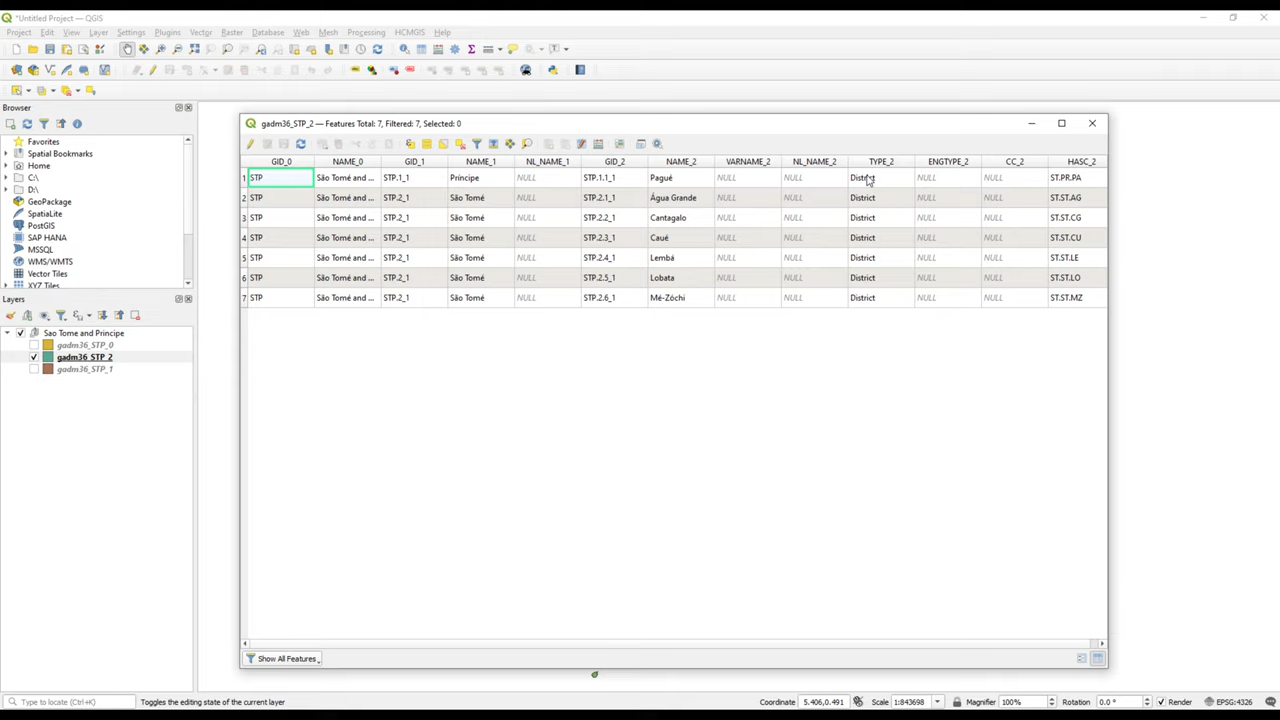 *Untitled Project — QGIS
Project Edit View Layer Settings Plugins Vector Raster Database Web Mesh Processing HCMGIS Help
Browser
Favorites
Spatial Bookmarks
Home
C:\
D:\
GeoPackage
SpatiaLite
PostGIS
SAP HANA
MSSQL
WMS/WMTS
Vector Tiles
XYZ Tiles
Layers
Sao Tome and Principe
gadm36_STP_0
gadm36_STP_2
gadm36_STP_1
gadm36_STP_2 — Features Total: 7, Filtered: 7, Selected: 0
GID_0 NAME_0 GID_1 NAME_1 NL_NAME_1 GID_2 NAME_2 VARNAME_2 NL_NAME_2 TYPE_2 ENGTYPE_2 CC_2 HASC_2
1 STP São Tomé and ... STP.1_1 Príncipe NULL STP.1.1_1 Pagué NULL NULL District NULL NULL ST.PR.PA
2 STP São Tomé and ... STP.2_1 São Tomé NULL STP.2.1_1 Água Grande NULL NULL District NULL NULL ST.ST.AG
3 STP São Tomé and ... STP.2_1 São Tomé NULL STP.2.2_1 Cantagalo NULL NULL District NULL NULL ST.ST.CG
4 STP São Tomé and ... STP.2_1 São Tomé NULL STP.2.3_1 Caué NULL NULL District NULL NULL ST.ST.CU
5 STP São Tomé and ... STP.2_1 São Tomé NULL STP.2.4_1 Lembá NULL NULL District NULL NULL ST.ST.LE
6 STP São Tomé and ... STP.2_1 São Tomé NULL STP.2.5_1 Lobata NULL NULL District NULL NULL ST.ST.LO
7 STP São Tomé and ... STP.2_1 São Tomé NULL STP.2.6_1 Mé-Zóchi NULL NULL District NULL NULL ST.ST.MZ
Show All Features
Type to locate (Ctrl+K) Toggles the editing state of the current layer Coordinate 5.406,0.491 Scale 1:843698 Magnifier 100% Rotation 0.0 ° Render EPSG:4326